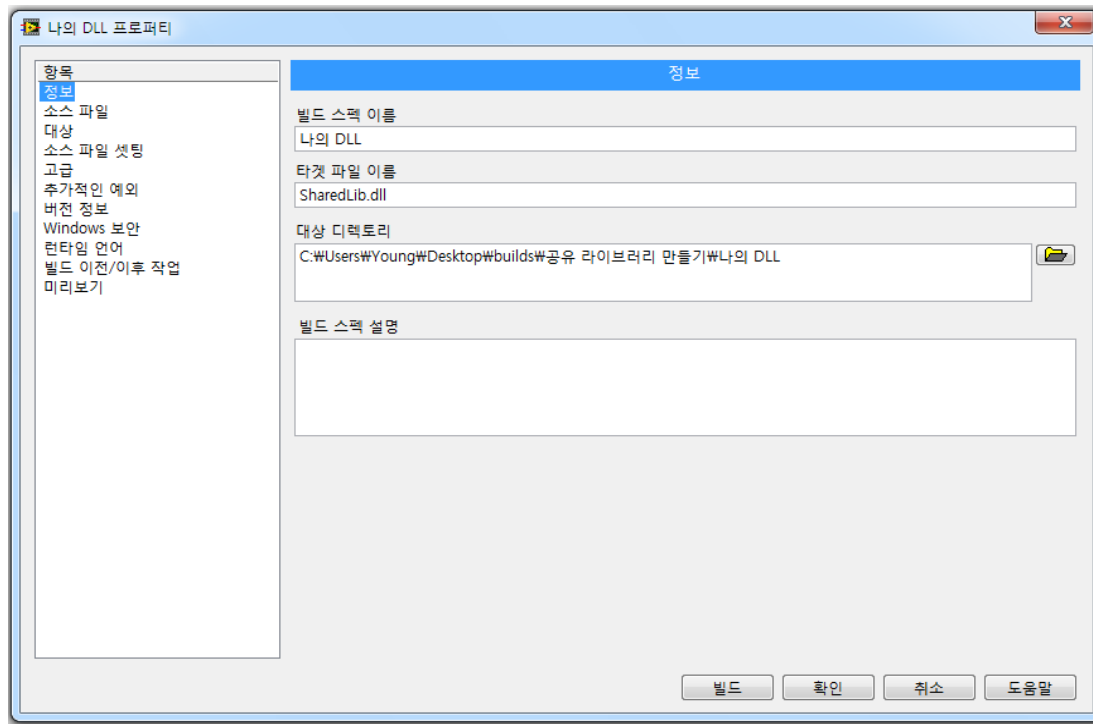 나의 DLL 프로퍼티
항목
정보
소스 파일
대상
소스 파일 셋팅
고급
추가적인 예외
버전 정보
Windows 보안
런타임 언어
빌드 이전/이후 작업
미리보기
정보
빌드 스펙 이름
나의 DLL
타겟 파일 이름
SharedLib.dll
대상 디렉토리
C:₩Users₩Young₩Desktop₩builds₩공유 라이브러리 만들기₩나의 DLL
빌드 스펙 설명
빌드 확인 취소 도움말